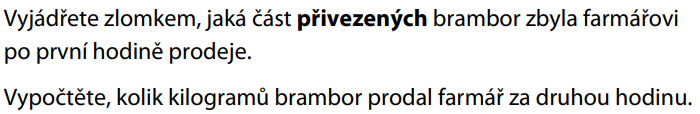 Vyjádřete zlomkem, jaká část přivezených brambor zbyla farmářovi
po první hodině prodeje.
Vypočtěte, kolik kilogramů brambor prodal farmář za druhou hodinu.